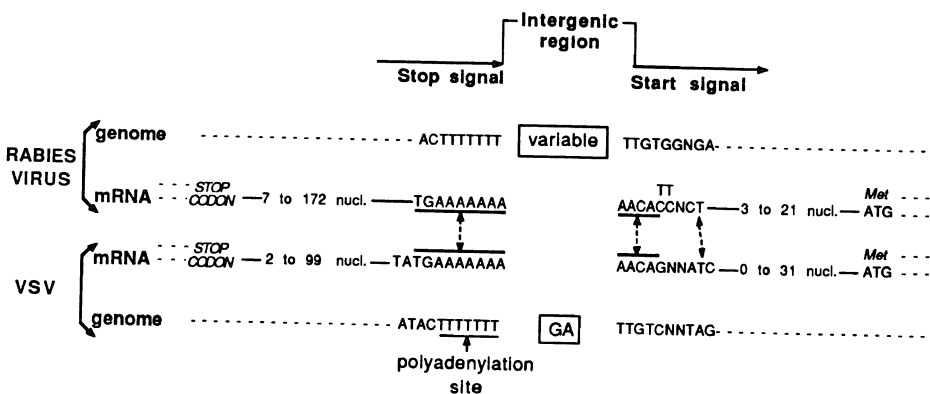 Intergenic
region
Stop signal
Start signal
genome ACTTTTTTT variable TTGTGGNGA
RABIES
VIRUS
TT
mRNA STOP CODON 7 to 172 nucl. TGAAAAAAA AACACCNCT 3 to 21 nucl. Met ATG
mRNA STOP CODON 2 to 99 nucl. TATGAAAAAAA AACAGNNATC 0 to 31 nucl. Met ATG
VSV
genome ATACTTTTTTT GA TTGTCNNTAG
polyadenylation
site